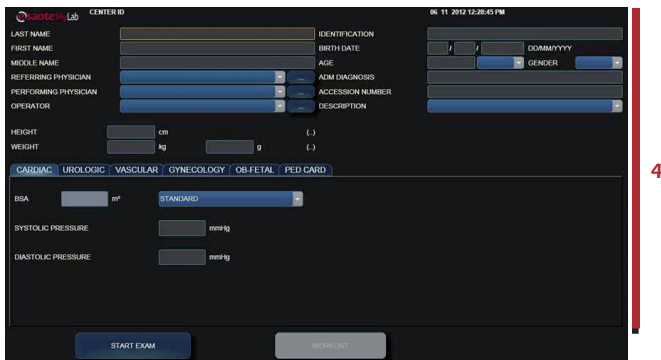 esaote MyLab CENTER ID 06 11 2012 12:28:45 PM
LAST NAME IDENTIFICATION
FIRST NAME BIRTH DATE / / DD/MM/YYYY
MIDDLE NAME AGE GENDER
REFERRING PHYSICIAN ... ADM DIAGNOSIS
PERFORMING PHYSICIAN ... ACCESSION NUMBER
OPERATOR ... DESCRIPTION
HEIGHT cm (..)
WEIGHT kg g (..)
CARDIAC UROLOGIC VASCULAR GYNECOLOGY OB-FETAL PED CARD
4
BSA m² STANDARD
SYSTOLIC PRESSURE mmHg
DIASTOLIC PRESSURE mmHg
START EXAM WORKLIST